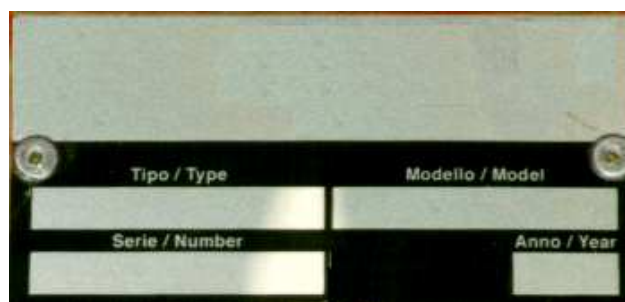 Tipo / Type Modello / Model
Serie / Number Anno / Year